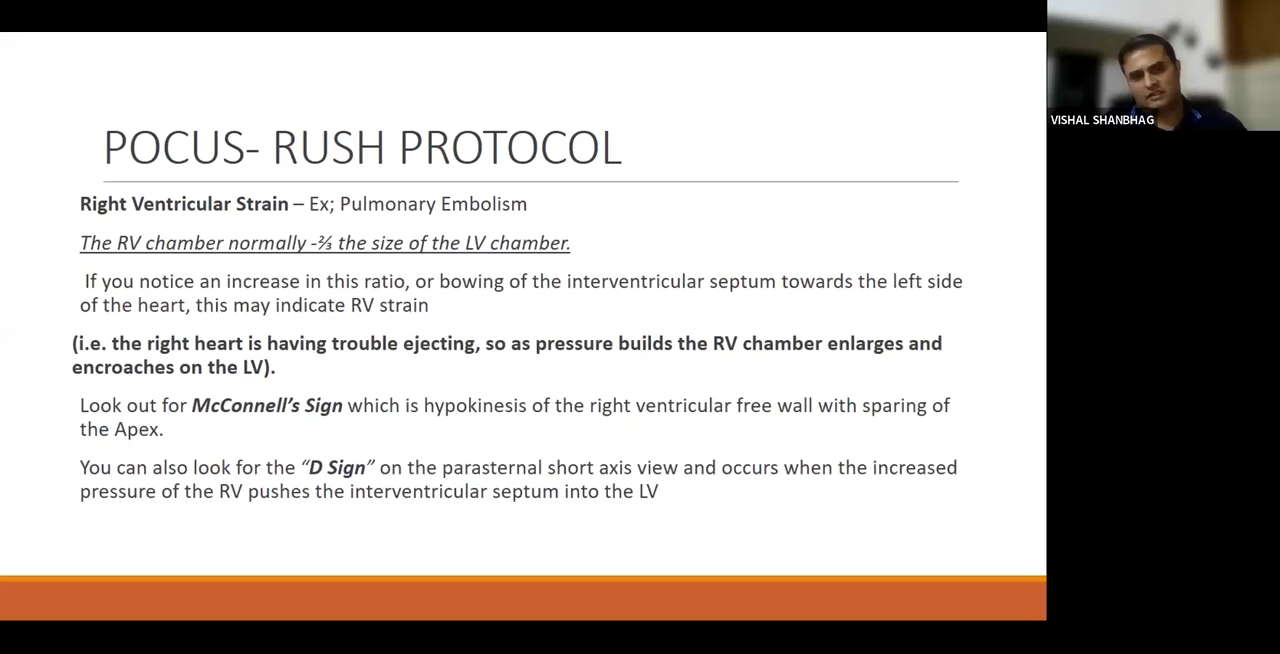 POCUS- RUSH PROTOCOL
VISHAL SHANBHAG
Right Ventricular Strain – Ex; Pulmonary Embolism
The RV chamber normally -⅔ the size of the LV chamber.
If you notice an increase in this ratio, or bowing of the interventricular septum towards the left side
of the heart, this may indicate RV strain
(i.e. the right heart is having trouble ejecting, so as pressure builds the RV chamber enlarges and
encroaches on the LV).
Look out for McConnell’s Sign which is hypokinesis of the right ventricular free wall with sparing of
the Apex.
You can also look for the “D Sign” on the parasternal short axis view and occurs when the increased
pressure of the RV pushes the interventricular septum into the LV